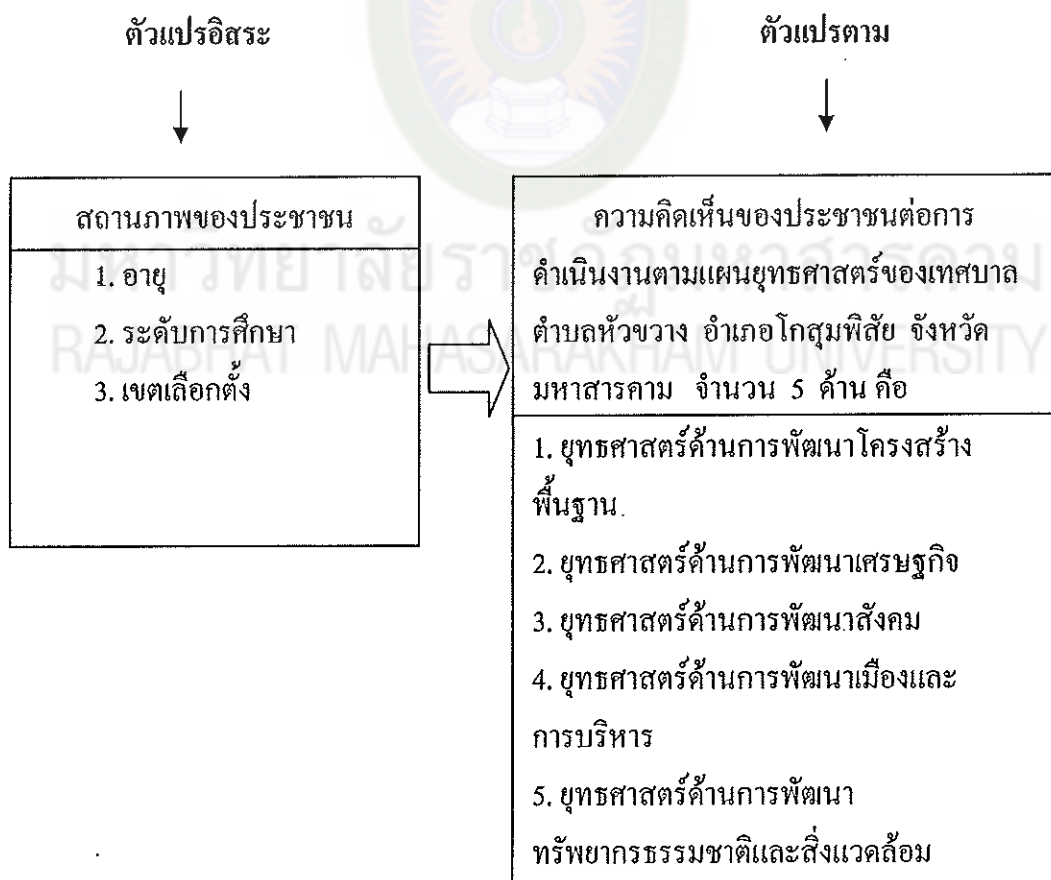 ตัวแปรอิสระ
ตัวแปรตาม
สถานภาพของประชาชน
1. อายุ
2. ระดับการศึกษา
3. เขตเลือกตั้ง
ความคิดเห็นของประชาชนต่อการ
ดำเนินงานตามแผนยุทธศาสตร์ของเทศบาล
ตำบลหัวขวาง อำเภอโกสุมพิสัย จังหวัด
มหาสารคาม จำนวน 5 ด้าน คือ
1. ยุทธศาสตร์ด้านการพัฒนาโครงสร้าง
พื้นฐาน
2. ยุทธศาสตร์ด้านการพัฒนาเศรษฐกิจ
3. ยุทธศาสตร์ด้านการพัฒนาสังคม
4. ยุทธศาสตร์ด้านการพัฒนาเมืองและ
การบริหาร
5. ยุทธศาสตร์ด้านการพัฒนา
ทรัพยากรธรรมชาติและสิ่งแวดล้อม
มหาวิทยาลัยราชภัฏมหาสารคาม
RAJABHAT MAHASARAKHAM UNIVERSITY